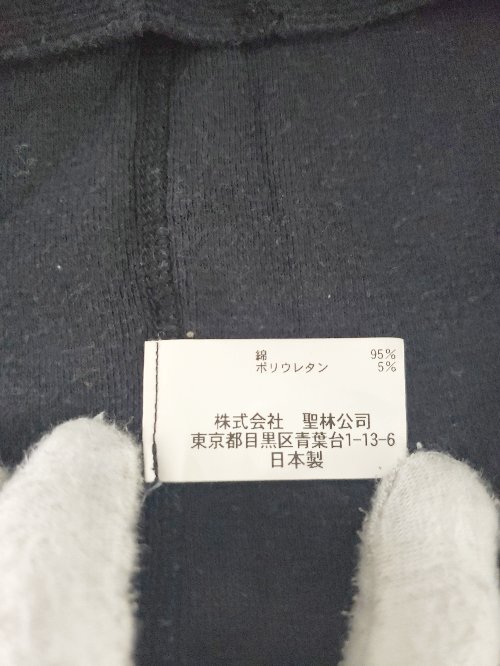 綿 95%
ポリウレタン 5%
株式会社 聖林公司
東京都目黒区青葉台1-13-6
日本製